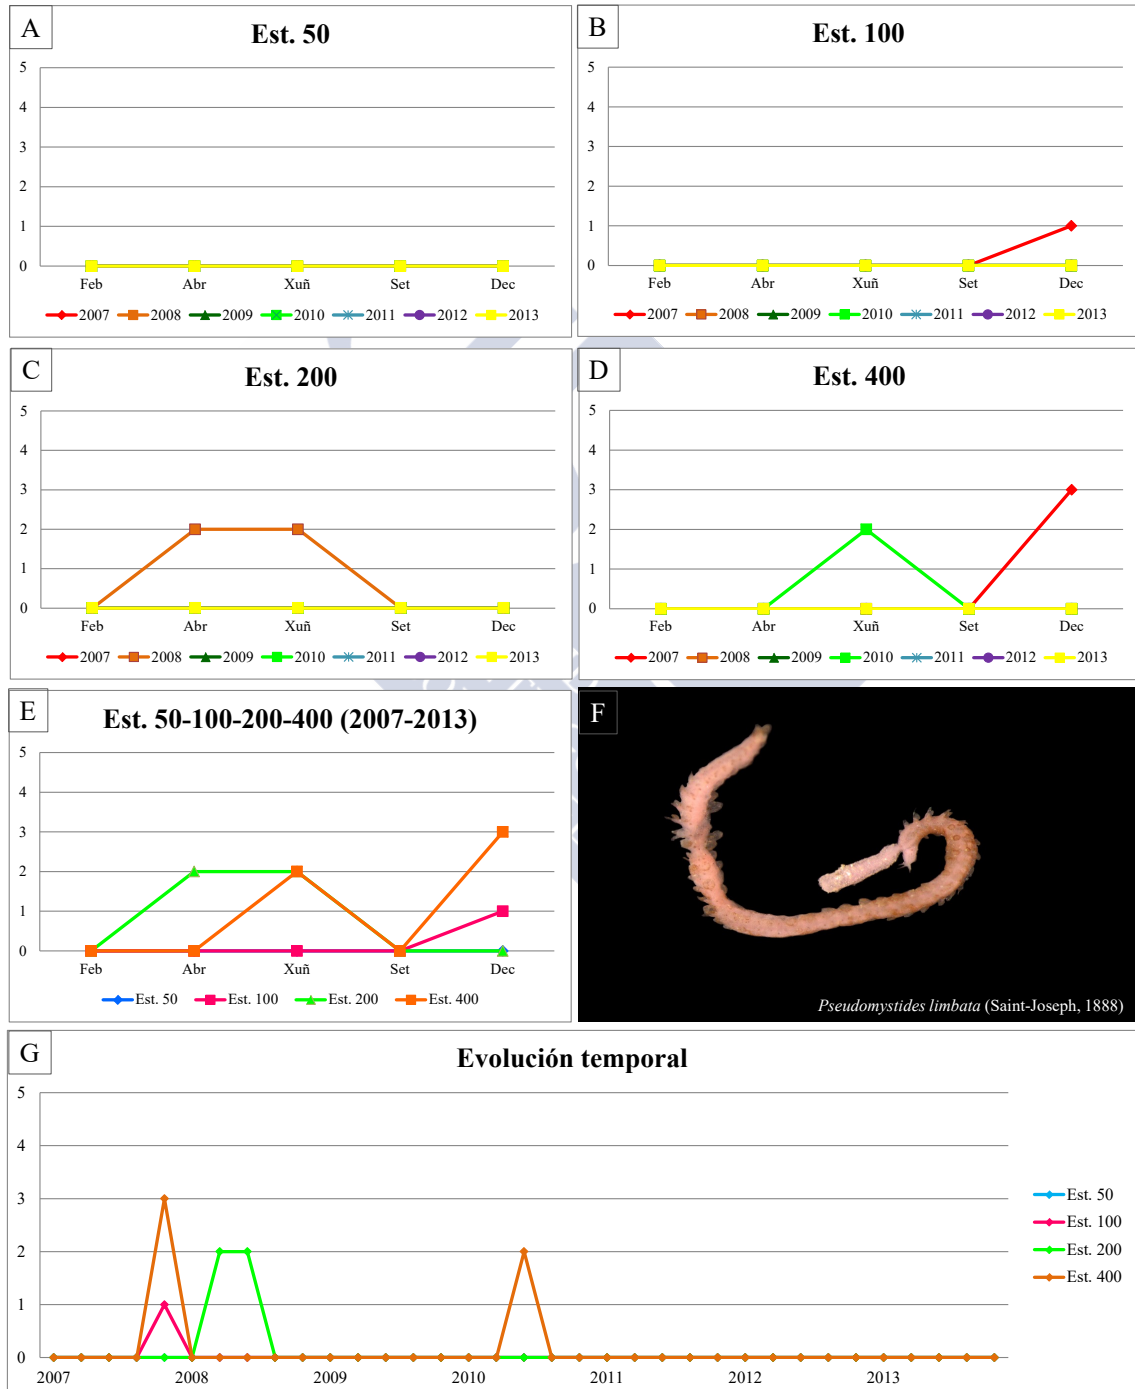 A
Est. 50
5
4
3
2
1
0
Feb Abr Xuñ Set Dec
2007 2008 2009 2010 2011 2012 2013
B
Est. 100
5
4
3
2
1
0
Feb Abr Xuñ Set Dec
2007 2008 2009 2010 2011 2012 2013
C
Est. 200
5
4
3
2
1
0
Feb Abr Xuñ Set Dec
2007 2008 2009 2010 2011 2012 2013
D
Est. 400
5
4
3
2
1
0
Feb Abr Xuñ Set Dec
2007 2008 2009 2010 2011 2012 2013
E
Est. 50-100-200-400 (2007-2013)
5
4
3
2
1
0
Feb Abr Xuñ Set Dec
Est. 50 Est. 100 Est. 200 Est. 400
F
Pseudomystides limbata (Saint-Joseph, 1888)
G
Evolución temporal
5
4
3
2
1
0
2007 2008 2009 2010 2011 2012 2013
Est. 50
Est. 100
Est. 200
Est. 400